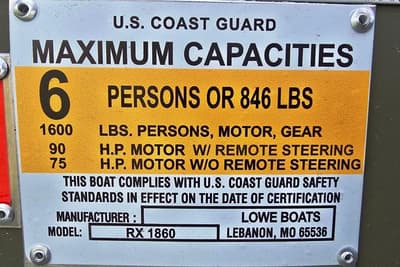 U.S. COAST GUARD
MAXIMUM CAPACITIES
6 PERSONS OR 846 LBS
1600 LBS. PERSONS, MOTOR, GEAR
90 H.P. MOTOR W/ REMOTE STEERING
75 H.P. MOTOR W/O REMOTE STEERING
THIS BOAT COMPLIES WITH U.S. COAST GUARD SAFETY
STANDARDS IN EFFECT ON THE DATE OF CERTIFICATION
MANUFACTURER: LOWE BOATS
MODEL: RX 1860 LEBANON, MO 65536